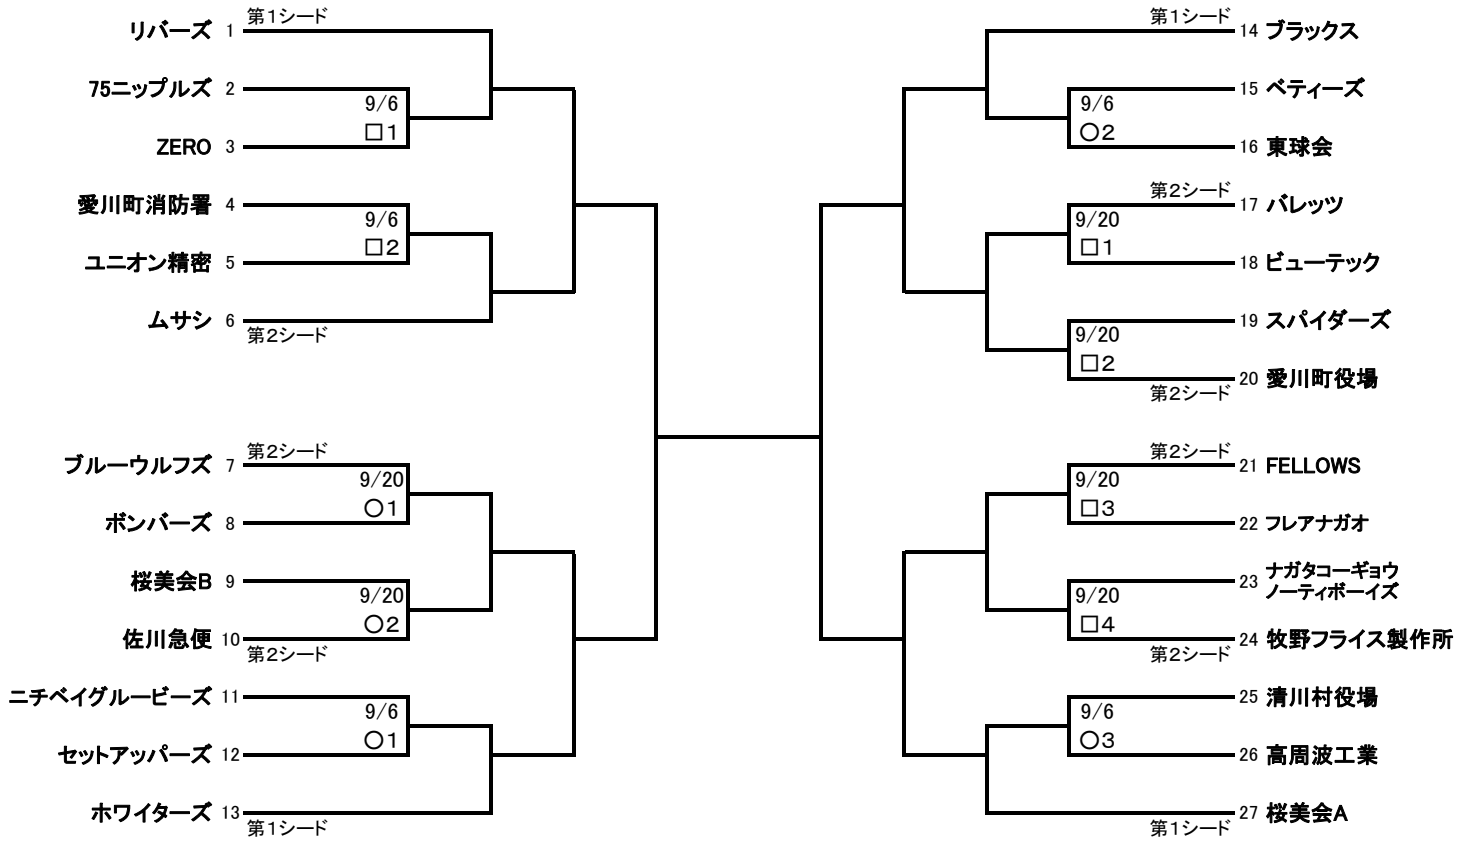 第1シード
リバーズ 1
75ニップルズ 2
9/6
□1
ZERO 3
愛川町消防署 4
9/6
□2
ユニオン精密 5
ムサシ 6
第2シード
第2シード
ブルーウルフズ 7
9/20
○1
ボンバーズ 8
桜美会B 9
9/20
○2
佐川急便 10
第2シード
ニチベイグルービーズ 11
9/6
○1
セットアッパーズ 12
ホワイターズ 13
第1シード
第1シード
14 ブラックス
15 ベティーズ
9/6
○2
16 東球会
第2シード
17 バレッツ
9/20
□1
18 ビューテック
19 スパイダーズ
9/20
□2
20 愛川町役場
第2シード
第2シード
21 FELLOWS
9/20
□3
22 フレアナガオ
23 ナガタコーギョウ
ノーティボーイズ
9/20
□4
24 牧野フライス製作所
第2シード
25 清川村役場
9/6
○3
26 高周波工業
27 桜美会A
第1シード